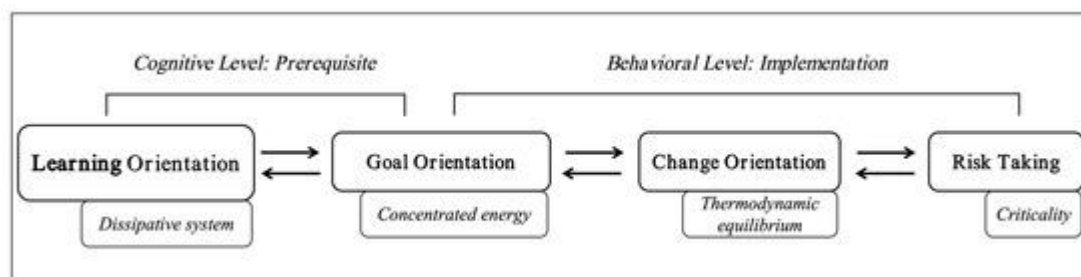 Cognitive Level: Prerequisite
Behavioral Level: Implementation
Learning Orientation
Goal Orientation
Change Orientation
Risk Taking
Dissipative system
Concentrated energy
Thermodynamic
equilibrium
Criticality